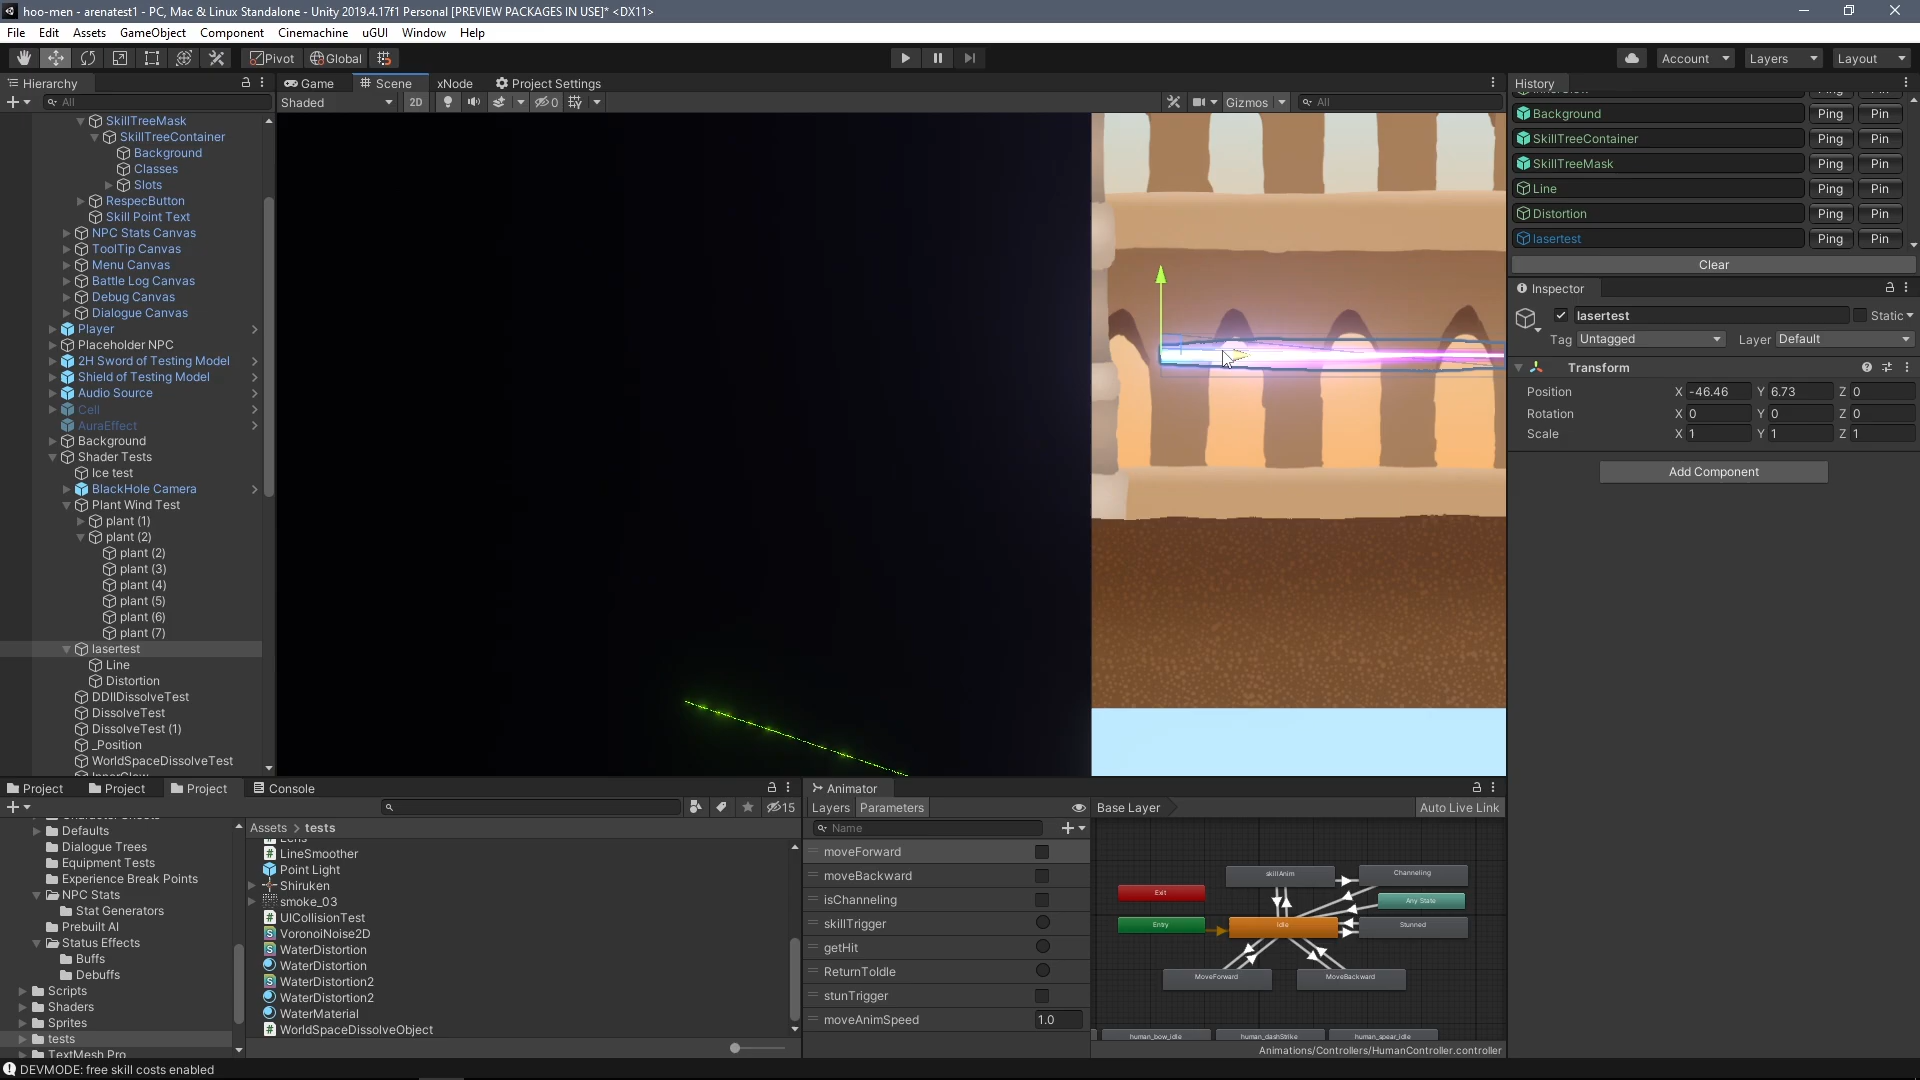 hoo-men - arenatest1 - PC, Mac & Linux Standalone - Unity 2019.4.17f1 Personal [PREVIEW PACKAGES IN USE]* <DX11>
File Edit Assets GameObject Component Cinemachine uGUI Window Help
Pivot Global Account Layers Layout
Hierarchy
All
SkillTreeMask
SkillTreeContainer
Background
Classes
Slots
RespecButton
Skill Point Text
NPC Stats Canvas
ToolTip Canvas
Menu Canvas
Battle Log Canvas
Debug Canvas
Dialogue Canvas
Player
Placeholder NPC
2H Sword of Testing Model
Shield of Testing Model
Audio Source
Cell
AuraEffect
Background
Shader Tests
Ice test
BlackHole Camera
Plant Wind Test
plant (1)
plant (2)
plant (2)
plant (3)
plant (4)
plant (5)
plant (6)
plant (7)
lasertest
Line
Distortion
DDIIDissolveTest
DissolveTest
DissolveTest (1)
_Position
WorldSpaceDissolveTest
Game Scene xNode Project Settings
Shaded 2D 0 Gizmos All
History
Background Ping Pin
SkillTreeContainer Ping Pin
SkillTreeMask Ping Pin
Line Ping Pin
Distortion Ping Pin
lasertest Ping Pin
Clear
Inspector
lasertest Static
Tag Untagged Layer Default
Transform
Position X -46.46 Y 6.73 Z 0
Rotation X 0 Y 0 Z 0
Scale X 1 Y 1 Z 1
Add Component
Project Project Project Console
15
Defaults
Dialogue Trees
Equipment Tests
Experience Break Points
NPC Stats
Stat Generators
Prebuilt AI
Status Effects
Buffs
Debuffs
Scripts
Shaders
Sprites
tests
TextMesh Pro
Assets > tests
LineSmoother
Point Light
Shiruken
smoke_03
UICollisionTest
VoronoiNoise2D
WaterDistortion
WaterDistortion
WaterDistortion2
WaterDistortion2
WaterMaterial
WorldSpaceDissolveObject
Animator
Layers Parameters Base Layer Auto Live Link
Name
moveForward
moveBackward
isChanneling
skillTrigger
getHit
ReturnToIdle
stunTrigger
moveAnimSpeed 1.0
skillAnim Channeling
Exit Any State
Entry Idle Stunned
MoveForward MoveBackward
human_bow_idle human_dashStrike human_spear_idle
Animations/Controllers/HumanController.controller
DEVMODE: free skill costs enabled